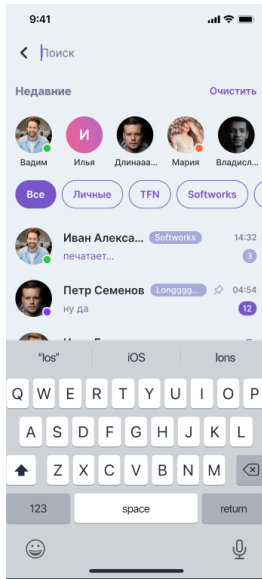 9:41
Поиск
Недавние Очистить
И
Вадим Илья Длинааа... Мария Владисл...
Все Личные TFN Softworks
Иван Алекса... Softworks 14:32
печатает... 3
Петр Семенов Longggg... 04:54
ну да 12
"los" iOS Ions
Q W E R T Y U I O P
A S D F G H J K L
Z X C V B N M
123 space return